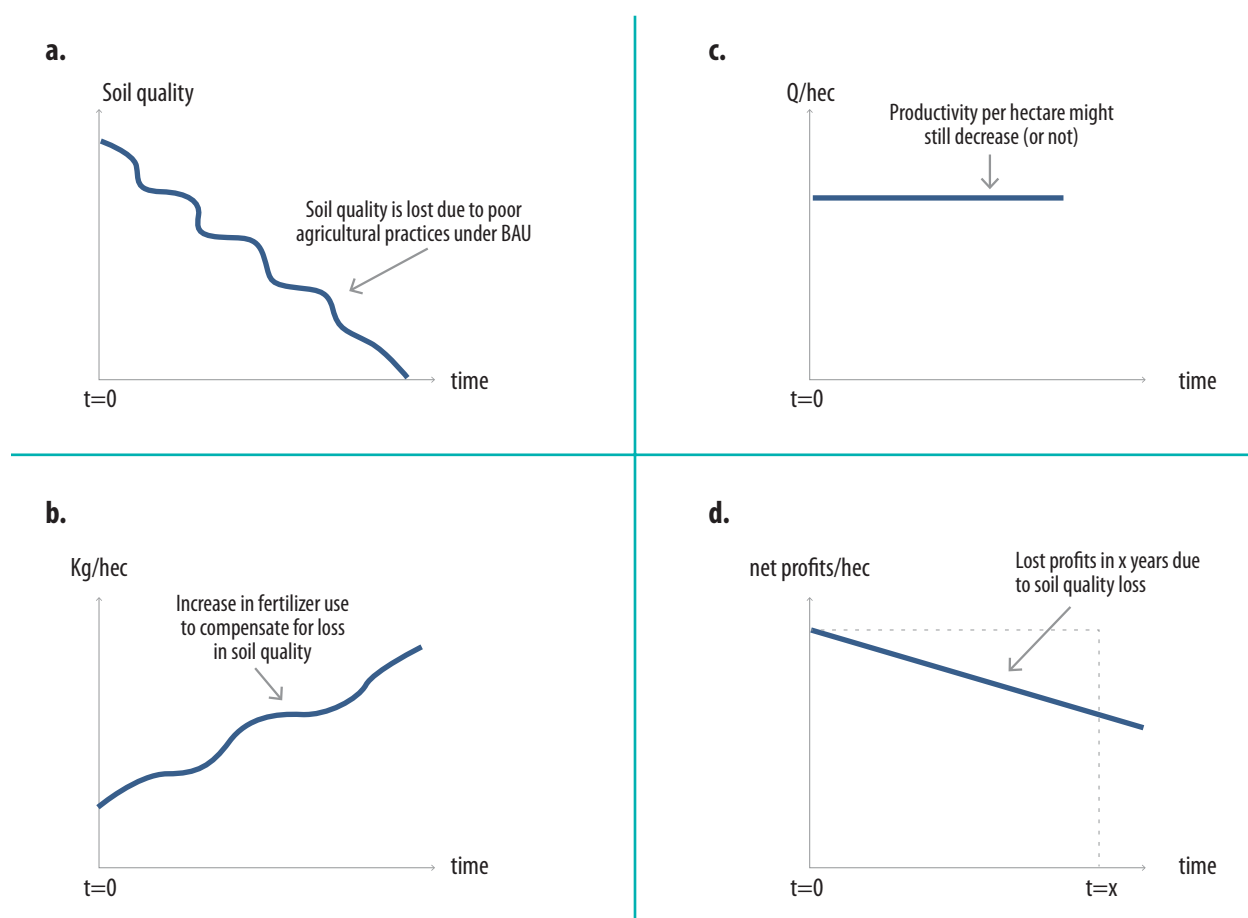 a.
Soil quality
Soil quality is lost due to poor
agricultural practices under BAU
time
t=0
c.
Q/hec
Productivity per hectare might
still decrease (or not)
time
t=0
b.
Kg/hec
Increase in fertilizer use
to compensate for loss
in soil quality
time
t=0
d.
net profits/hec
Lost profits in x years due
to soil quality loss
time
t=0
t=x